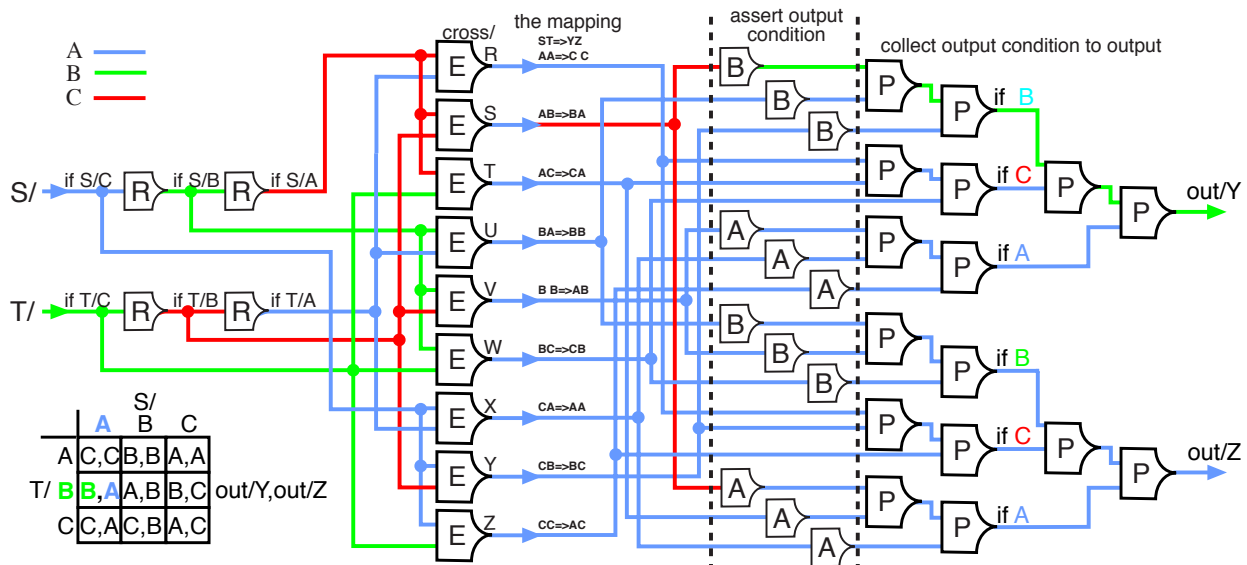 A
B
C
cross/
the mapping
assert output
condition
collect output condition to output
S/
if S/C
R
if S/B
R
if S/A
T/
if T/C
R
if T/B
R
if T/A
E
R
ST=>YZ
AA=>C C
E
S
AB=>BA
E
T
AC=>CA
E
U
BA=>BB
E
V
B B=>AB
E
W
BC=>CB
E
X
CA=>AA
E
Y
CB=>BC
E
Z
CC=>AC
B
B
B
A
A
A
B
B
B
A
A
A
P
P
if B
P
P
if C
P
P
out/Y
P
P
if A
P
P
if B
P
P
if C
P
P
out/Z
P
P
if A
S/
A B C
A C,C B,B A,A
T/ B B,A A,B B,C out/Y,out/Z
C C,A C,B A,C